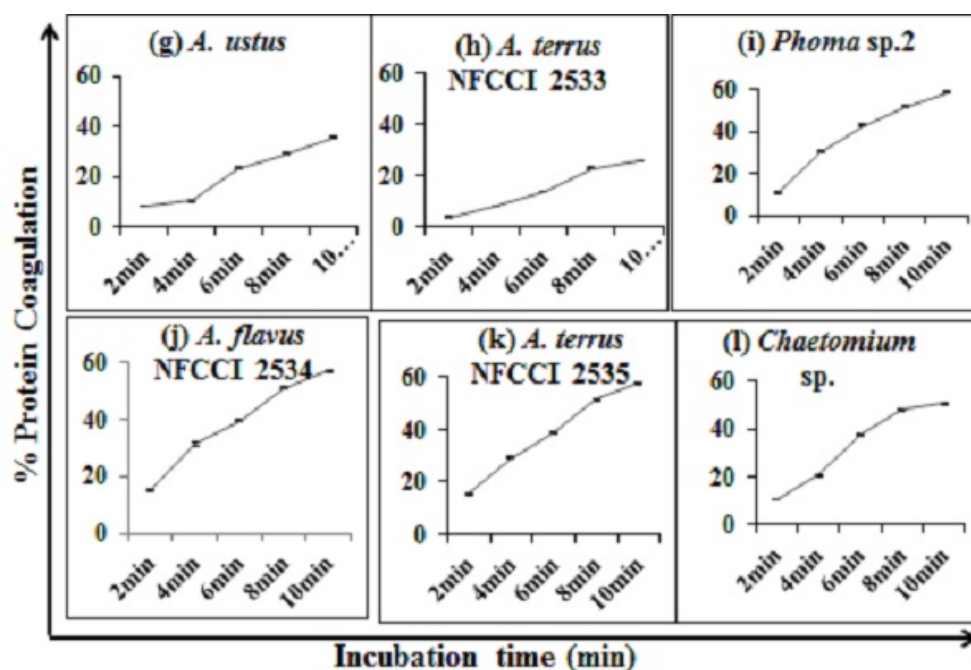 % Protein Coagulation
(g) A. ustus
60
40
20
0
2min
4min
6min
8min
10...
(h) A. terrus
NFCCI 2533
60
40
20
0
2min
4min
6min
8min
10...
(i) Phoma sp.2
60
40
20
0
2min
4min
6min
8min
10min
(j) A. flavus
NFCCI 2534
60
40
20
0
2min
4min
6min
8min
10min
(k) A. terrus
NFCCI 2535
60
40
20
0
2min
4min
6min
8min
10min
(l) Chaetomium
sp.
60
40
20
0
2min
4min
6min
8min
10min
Incubation time (min)